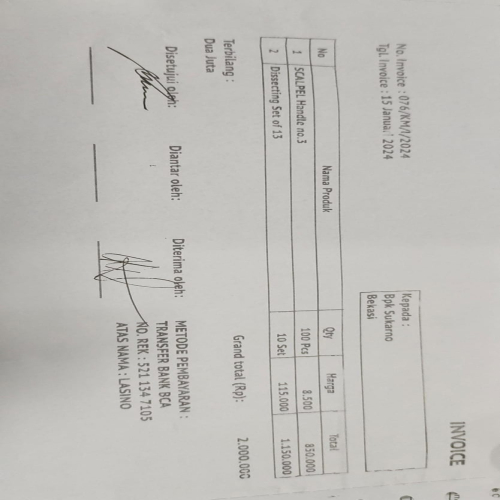 INVOICE
No. Invoice : 076/KM/I/2024
Tgl. Invoice : 15 Januari 2024
Kepada :
Bpk Sukarno
Bekasi
No Nama Produk Qty Harga Total
1 SCALPEL Handle no.3 100 Pcs 8.500 850.000
2 Dissecting Set of 13 10 Set 115.000 1.150.000
Grand total (Rp): 2.000.000
Terbilang :
Dua Juta
Disetujui oleh: Diantar oleh: Diterima oleh:
METODE PEMBAYARAN :
TRANSFER BANK BCA
NO. REK : 521 134 7105
ATAS NAMA : LASINO